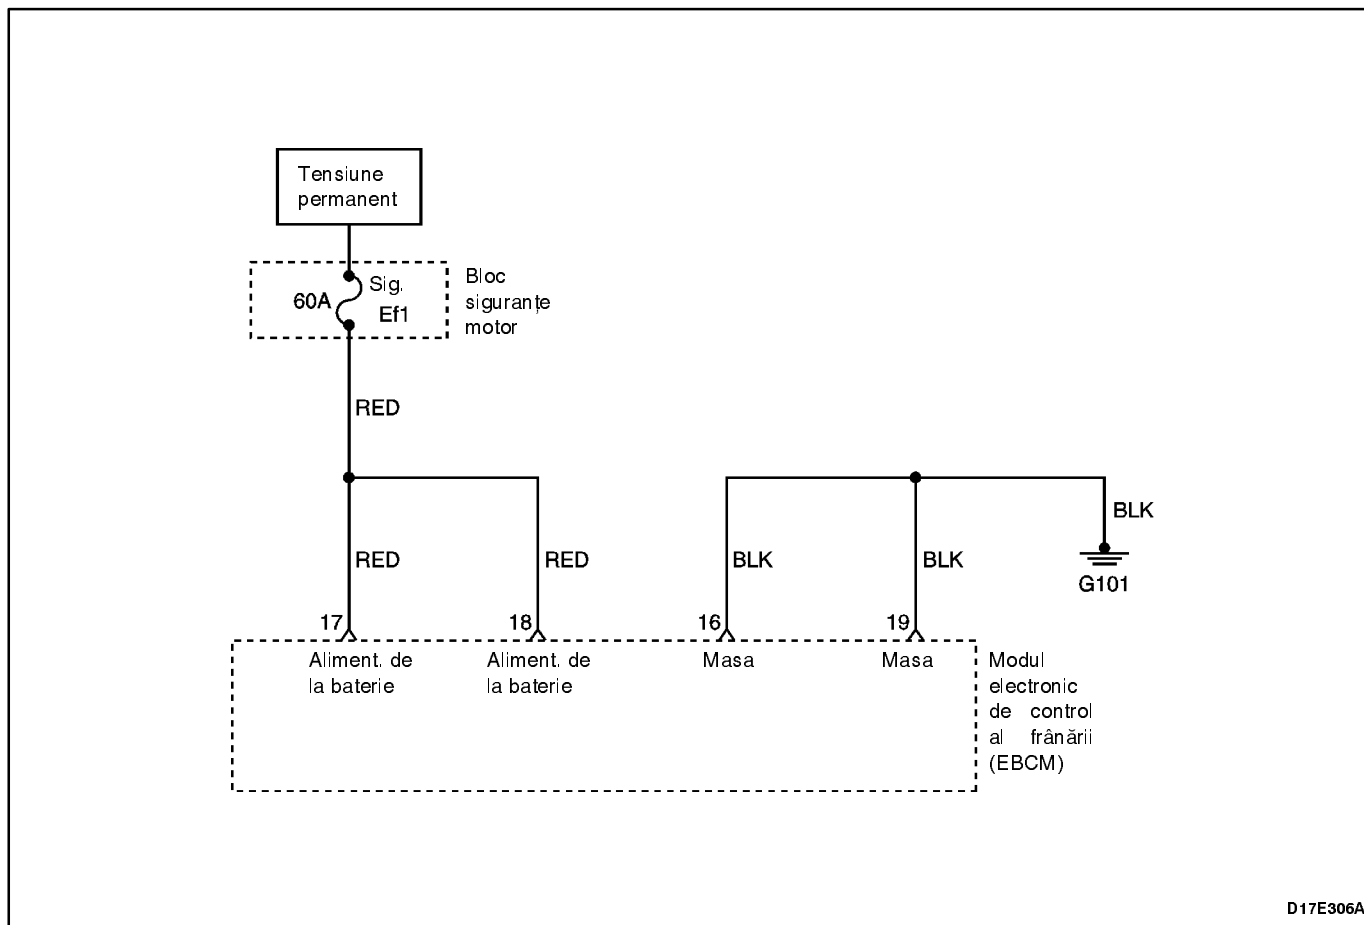 Tensiune
permanent
Sig.
60A
Ef1
Bloc
siguranţe
motor
RED
RED
RED
BLK
BLK
BLK
G101
17
18
16
19
Aliment. de
la baterie
Aliment. de
la baterie
Masa
Masa
Modul
electronic
de control
al frânării
(EBCM)
D17E306A